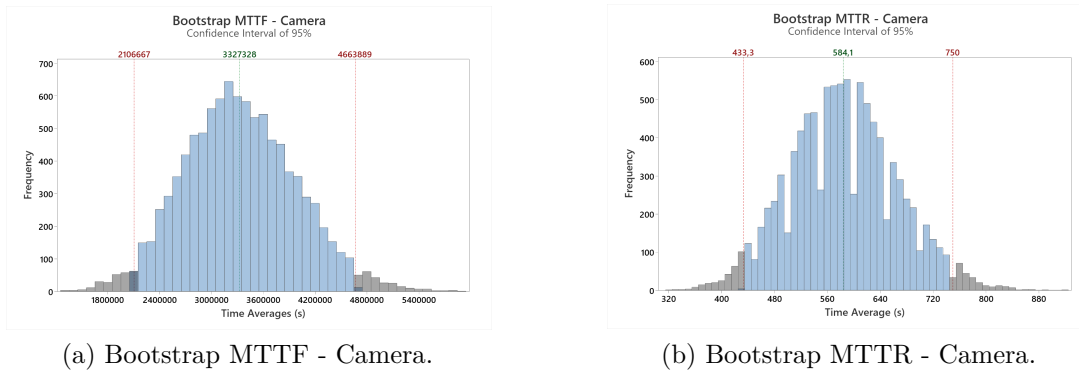 Bootstrap MTTF - Camera
Confidence Interval of 95%
2106667 3327328 4663889
700
600
500
400
300
200
100
0
Frequency
1800000 2400000 3000000 3600000 4200000 4800000 5400000
Time Averages (s)
(a) Bootstrap MTTF - Camera.
Bootstrap MTTR - Camera
Confidence Interval of 95%
433,3 584,1 750
600
500
400
300
200
100
0
Frequency
320 400 480 560 640 720 800 880
Time Averages (s)
(b) Bootstrap MTTR - Camera.